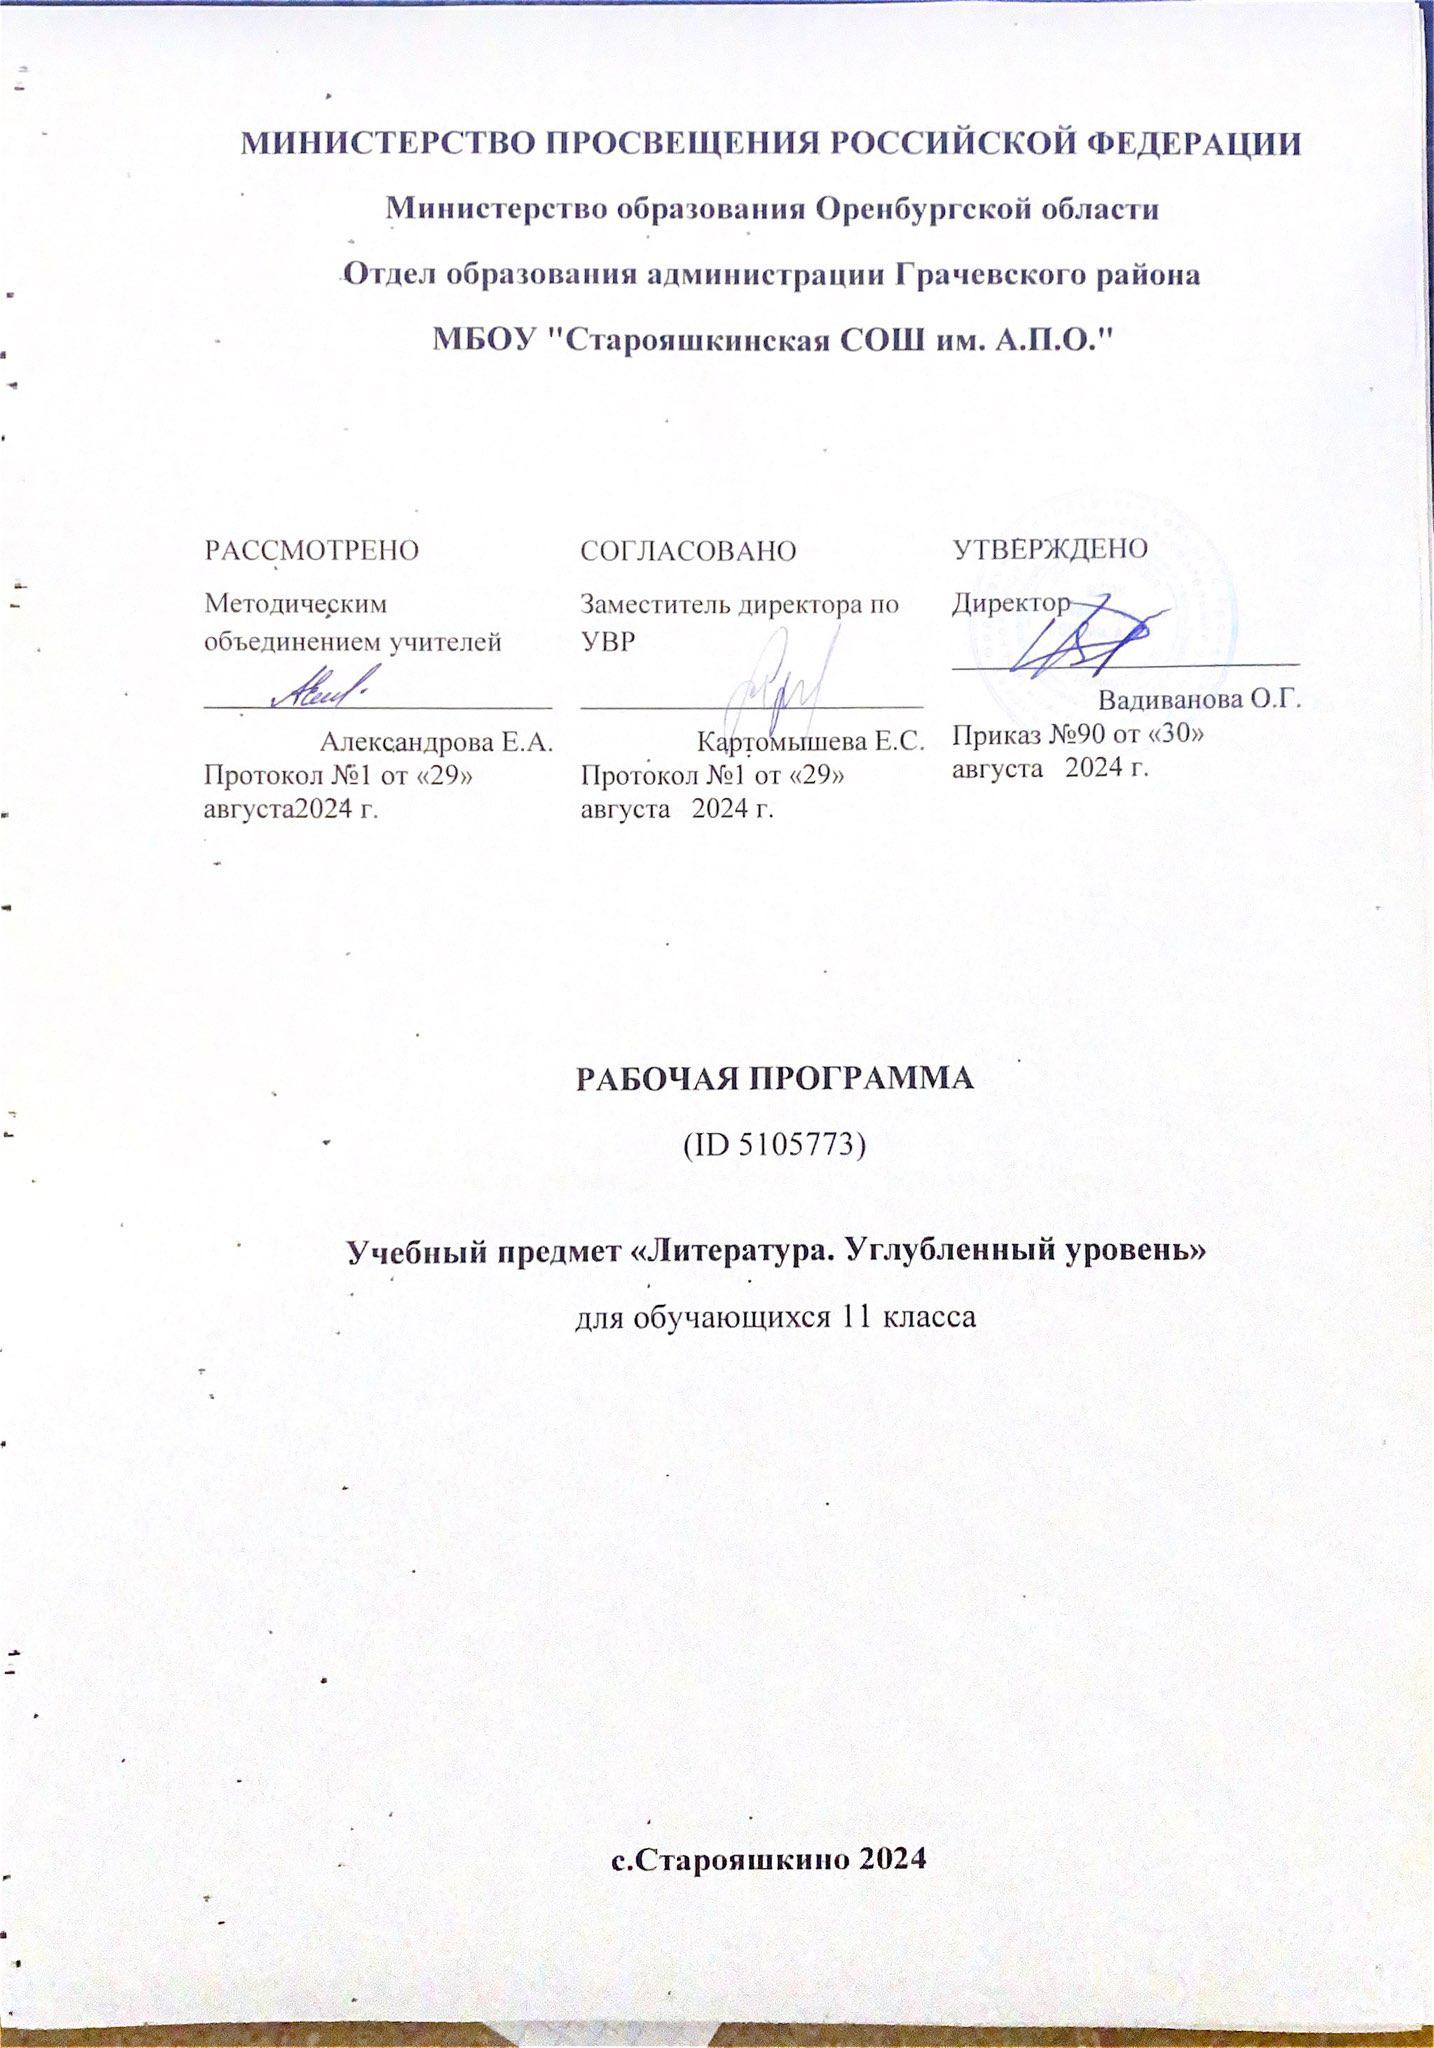 МИНИСТЕРСТВО ПРОСВЕЩЕНИЯ РОССИЙСКОЙ ФЕДЕРАЦИИ
Министерство образования Оренбургской области
Отдел образования администрации Грачевского района
МБОУ "Старояшкинская СОШ им. А.П.О."
РАССМОТРЕНО
Методическим
объединением учителей
Александрова Е.А.
Протокол №1 от «29»
августа2024 г.
СОГЛАСОВАНО
Заместитель директора по
УВР
Картомышева Е.С.
Протокол №1 от «29»
августа 2024 г.
УТВЕРЖДЕНО
Директор
Вадиванова О.Г.
Приказ №90 от «30»
августа 2024 г.
РАБОЧАЯ ПРОГРАММА
(ID 5105773)
Учебный предмет «Литература. Углубленный уровень»
для обучающихся 11 класса
с.Старояшкино 2024